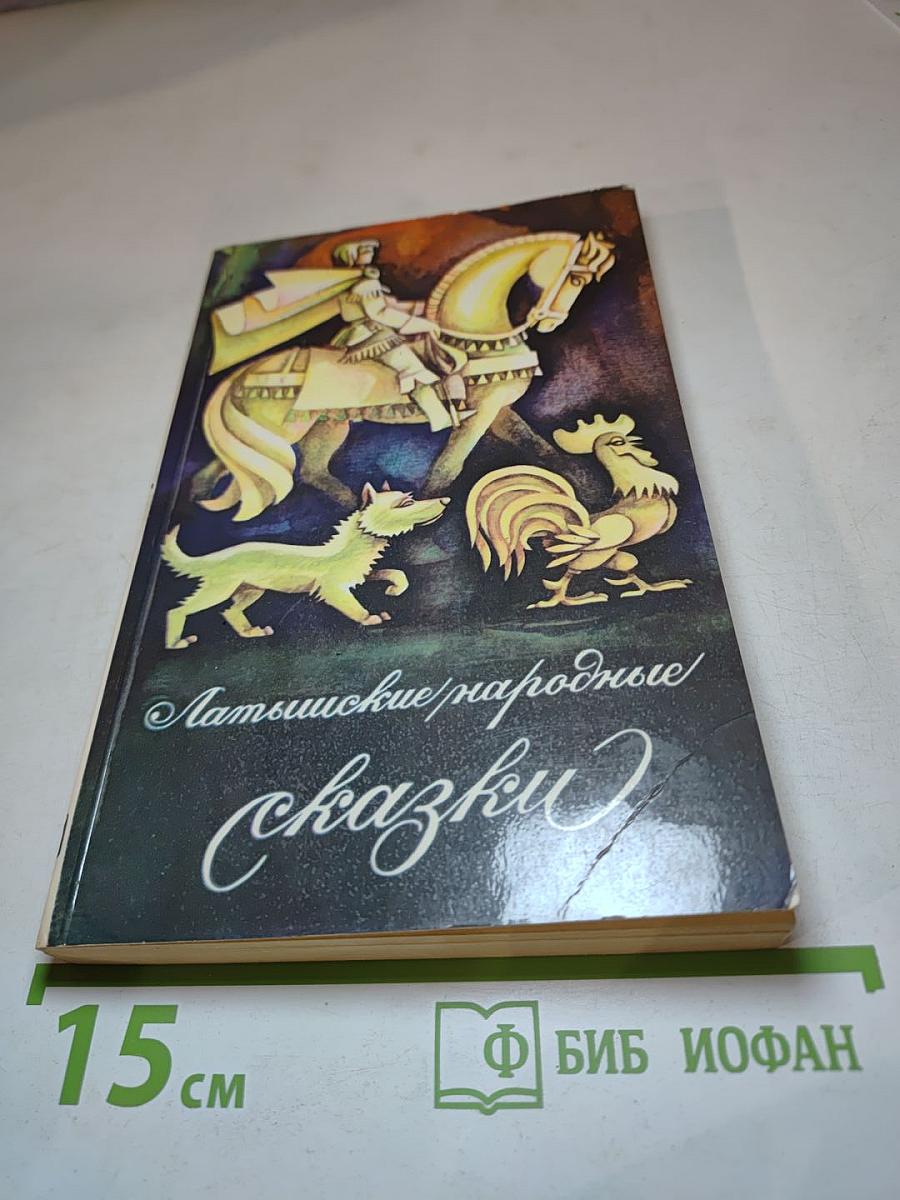 Латышские народные
Сказки
15 см
Ф БИБ ИОФАН